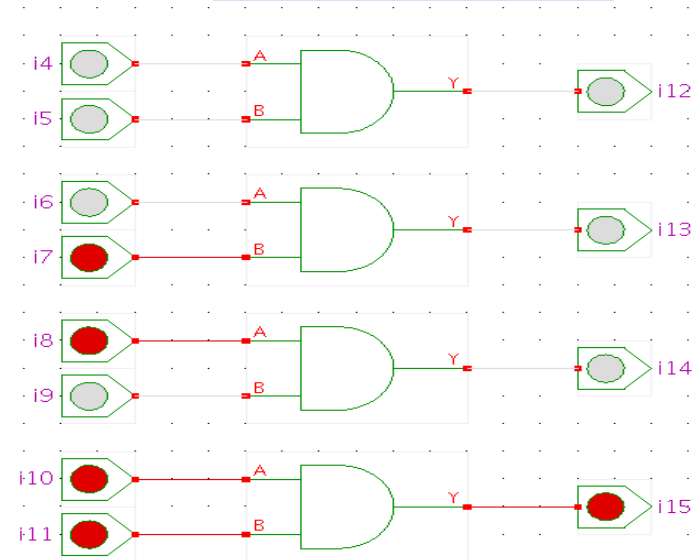 i4 A
Y i12
i5 B
i6 A
Y i13
i7 B
i8 A
Y i14
i9 B
i10 A
Y i15
i11 B